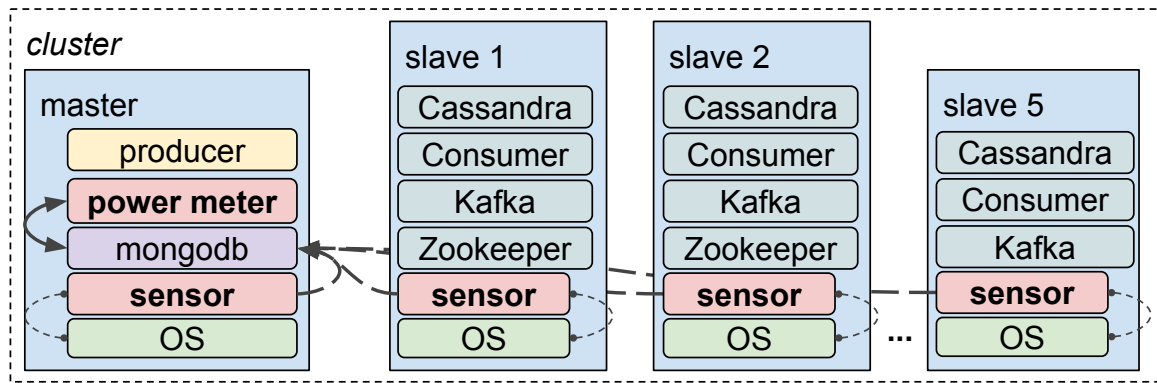 cluster
master
producer
power meter
mongodb
sensor
OS
slave 1
Cassandra
Consumer
Kafka
Zookeeper
sensor
OS
slave 2
Cassandra
Consumer
Kafka
Zookeeper
sensor
OS
...
slave 5
Cassandra
Consumer
Kafka
sensor
OS